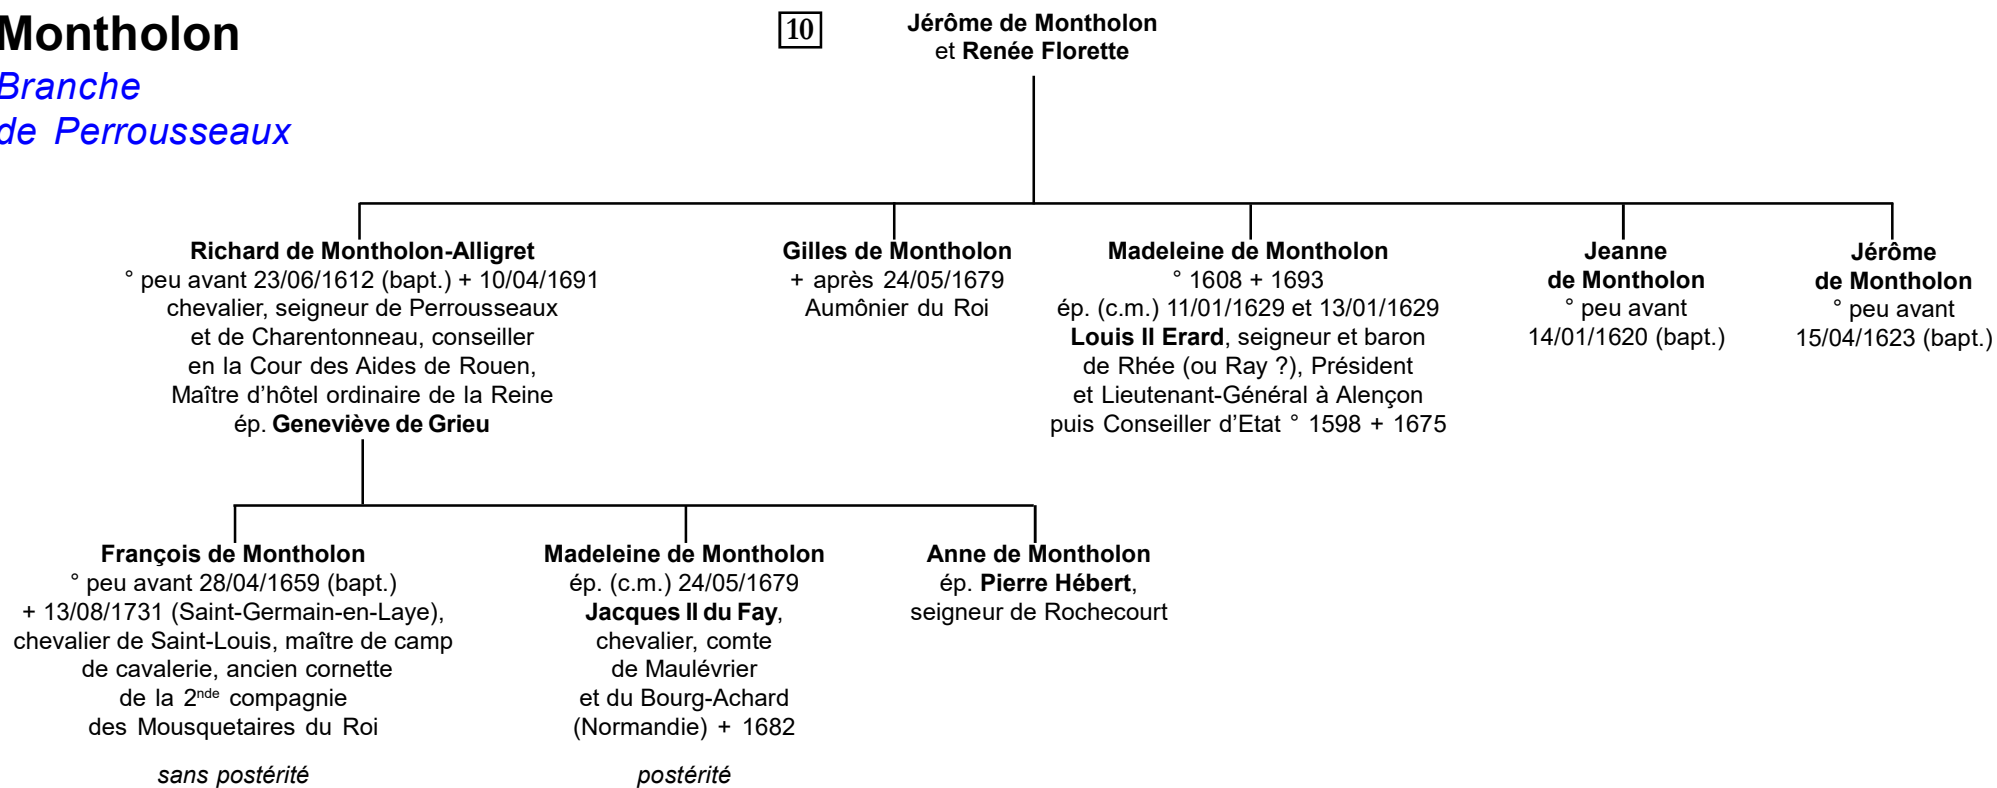 Montholon
Branche
de Perrousseaux
10
Jérôme de Montholon
et Renée Florette
Richard de Montholon-Alligret
° peu avant 23/06/1612 (bapt.) + 10/04/1691
chevalier, seigneur de Perrousseaux
et de Charentonneau, conseiller
en la Cour des Aides de Rouen,
Maître d’hôtel ordinaire de la Reine
ép. Geneviève de Grieu
Gilles de Montholon
+ après 24/05/1679
Aumônier du Roi
Madeleine de Montholon
° 1608 + 1693
ép. (c.m.) 11/01/1629 et 13/01/1629
Louis II Erard, seigneur et baron
de Rhée (ou Ray ?), Président
et Lieutenant-Général à Alençon
puis Conseiller d’Etat ° 1598 + 1675
Jeanne
de Montholon
° peu avant
14/01/1620 (bapt.)
Jérôme
de Montholon
° peu avant
15/04/1623 (bapt.)
François de Montholon
° peu avant 28/04/1659 (bapt.)
+ 13/08/1731 (Saint-Germain-en-Laye),
chevalier de Saint-Louis, maître de camp
de cavalerie, ancien cornette
de la 2nde compagnie
des Mousquetaires du Roi
sans postérité
Madeleine de Montholon
ép. (c.m.) 24/05/1679
Jacques II du Fay,
chevalier, comte
de Maulévrier
et du Bourg-Achard
(Normandie) + 1682
postérité
Anne de Montholon
ép. Pierre Hébert,
seigneur de Rochecourt